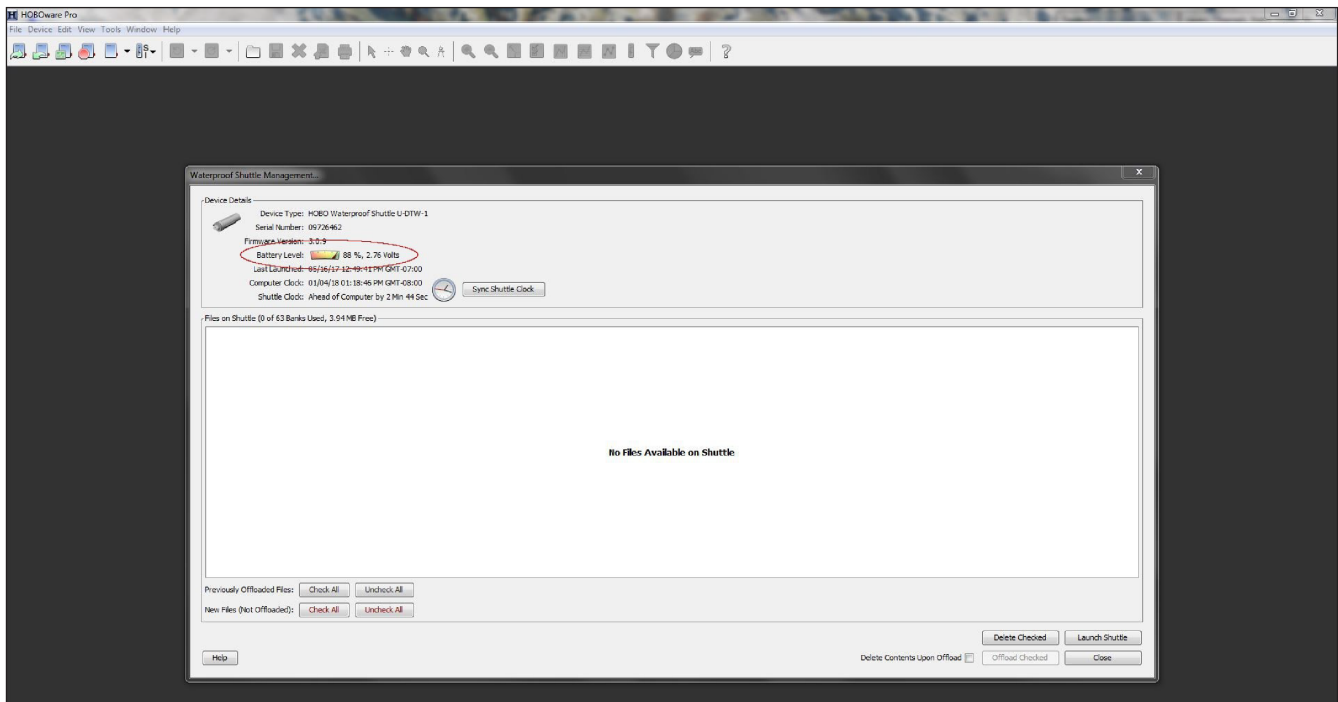 HOBOware Pro
File Device Edit View Tools Window Help
Waterproof Shuttle Management...
Device Details
Device Type: HOBO Waterproof Shuttle U-DTW-1
Serial Number: 09726462
Firmware Version: 3.0.9
Battery Level: 88 %, 2.76 Volts
Last Launched: 05/16/17 12:49:41 PM GMT-07:00
Computer Clock: 01/04/18 01:18:46 PM GMT-08:00
Shuttle Clock: Ahead of Computer by 2 Min 44 Sec
Sync Shuttle Clock
Files on Shuttle (0 of 63 Banks Used, 3.94 MB Free)
No Files Available on Shuttle
Previously Offloaded Files: Check All Uncheck All
New Files (Not Offloaded): Check All Uncheck All
Delete Checked Launch Shuttle
Help Delete Contents Upon Offload Offload Checked Close